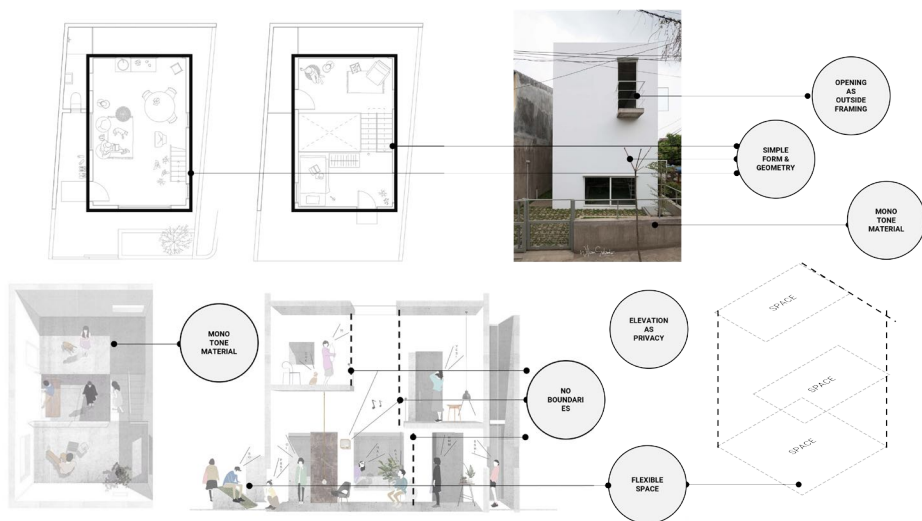 OPENING
AS
OUTSIDE
FRAMING
SIMPLE
FORM &
GEOMETRY
MONO
TONE
MATERIAL
MONO
TONE
MATERIAL
ELEVATION
AS
PRIVACY
NO
BOUNDARI
ES
FLEXIBLE
SPACE
SPACE
SPACE
SPACE